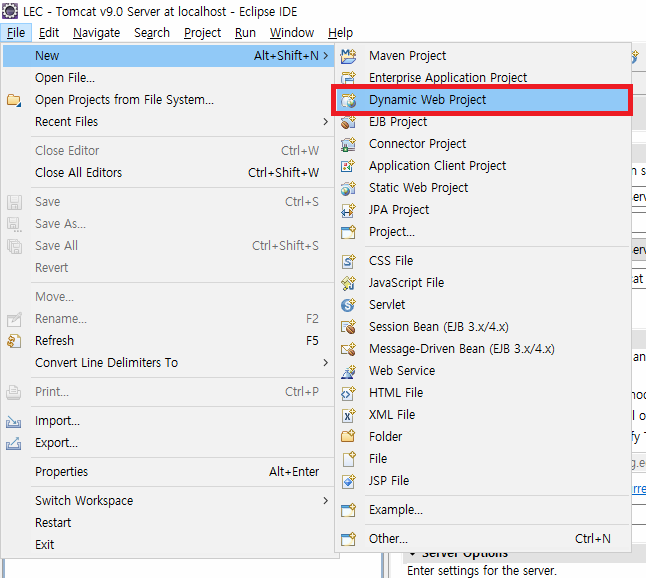 LEC - Tomcat v9.0 Server at localhost - Eclipse IDE
File Edit Navigate Search Project Run Window Help
New Alt+Shift+N >
Open File...
Open Projects from File System...
Recent Files >
Close Editor Ctrl+W
Close All Editors Ctrl+Shift+W
Save Ctrl+S
Save As...
Save All Ctrl+Shift+S
Revert
Move...
Rename... F2
Refresh F5
Convert Line Delimiters To >
Print... Ctrl+P
Import...
Export...
Properties Alt+Enter
Switch Workspace >
Restart
Exit
Maven Project
Enterprise Application Project
Dynamic Web Project
EJB Project
Connector Project
Application Client Project
Static Web Project
JPA Project
Project...
CSS File
JavaScript File
Servlet
Session Bean (EJB 3.x/4.x)
Message-Driven Bean (EJB 3.x/4.x)
Web Service
HTML File
XML File
Folder
File
JSP File
Example...
Other... Ctrl+N
Server Options
Enter settings for the server.